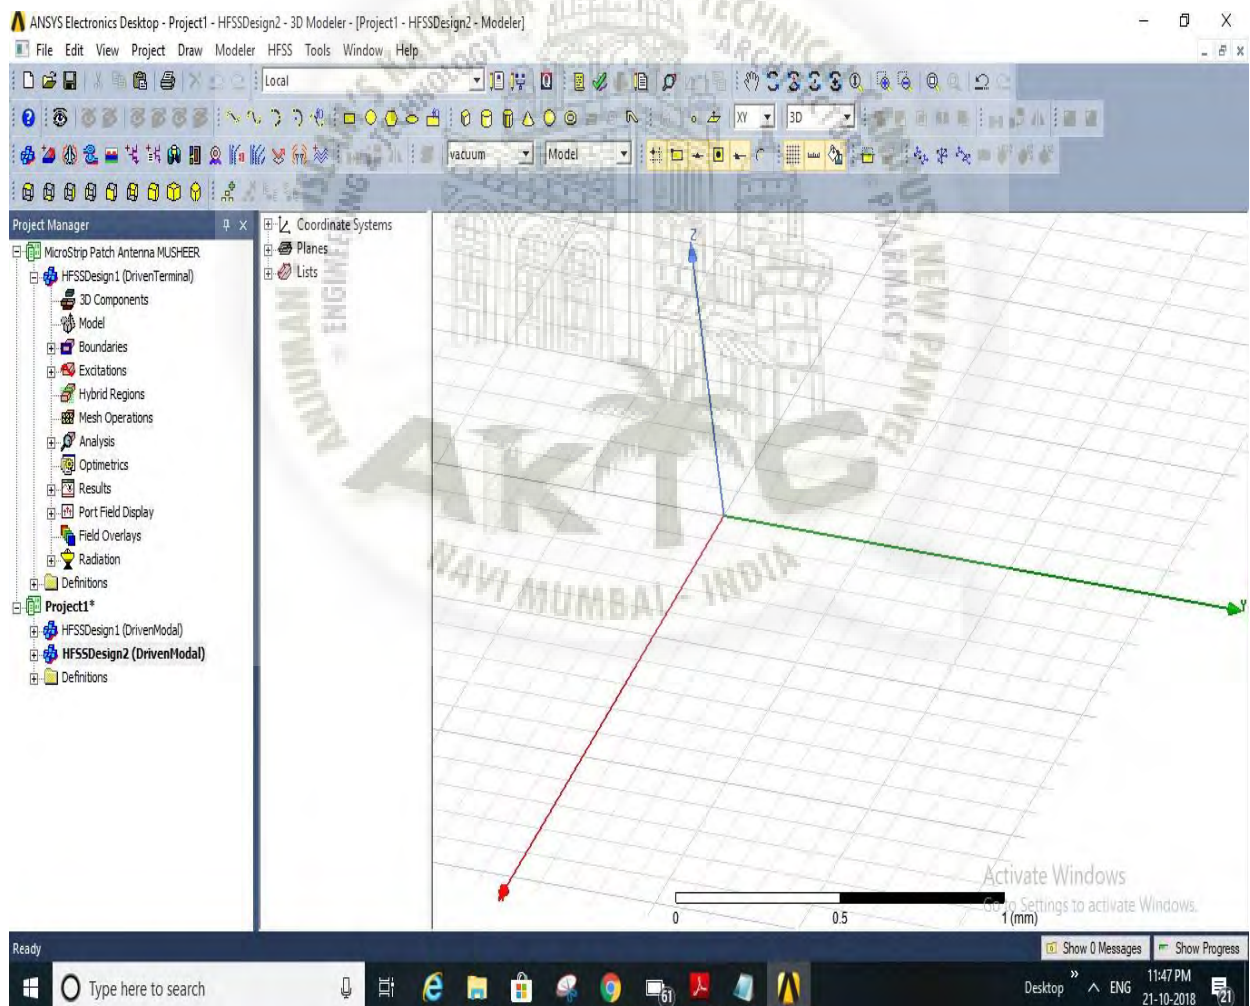 ANSYS Electronics Desktop - Project1 - HFSSDesign2 - 3D Modeler - [Project1 - HFSSDesign2 - Modeler]
File Edit View Project Draw Modeler HFSS Tools Window Help
Local
XY 3D
vacuum Model
Project Manager
MicroStrip Patch Antenna MUSHEER
HFSSDesign1 (DrivenTerminal)
3D Components
Model
Boundaries
Excitations
Hybrid Regions
Mesh Operations
Analysis
Optimetrics
Results
Port Field Display
Field Overlays
Radiation
Definitions
Project1*
HFSSDesign1 (DrivenModal)
HFSSDesign2 (DrivenModal)
Definitions
Coordinate Systems
Planes
Lists
Z
Y
AKTC
NAVI MUMBAI - INDIA
0 0.5 1 (mm)
Activate Windows
Go to Settings to activate Windows.
Ready
Show 0 Messages Show Progress
Type here to search
61
Desktop
ENG
11:47 PM
21-10-2018
21